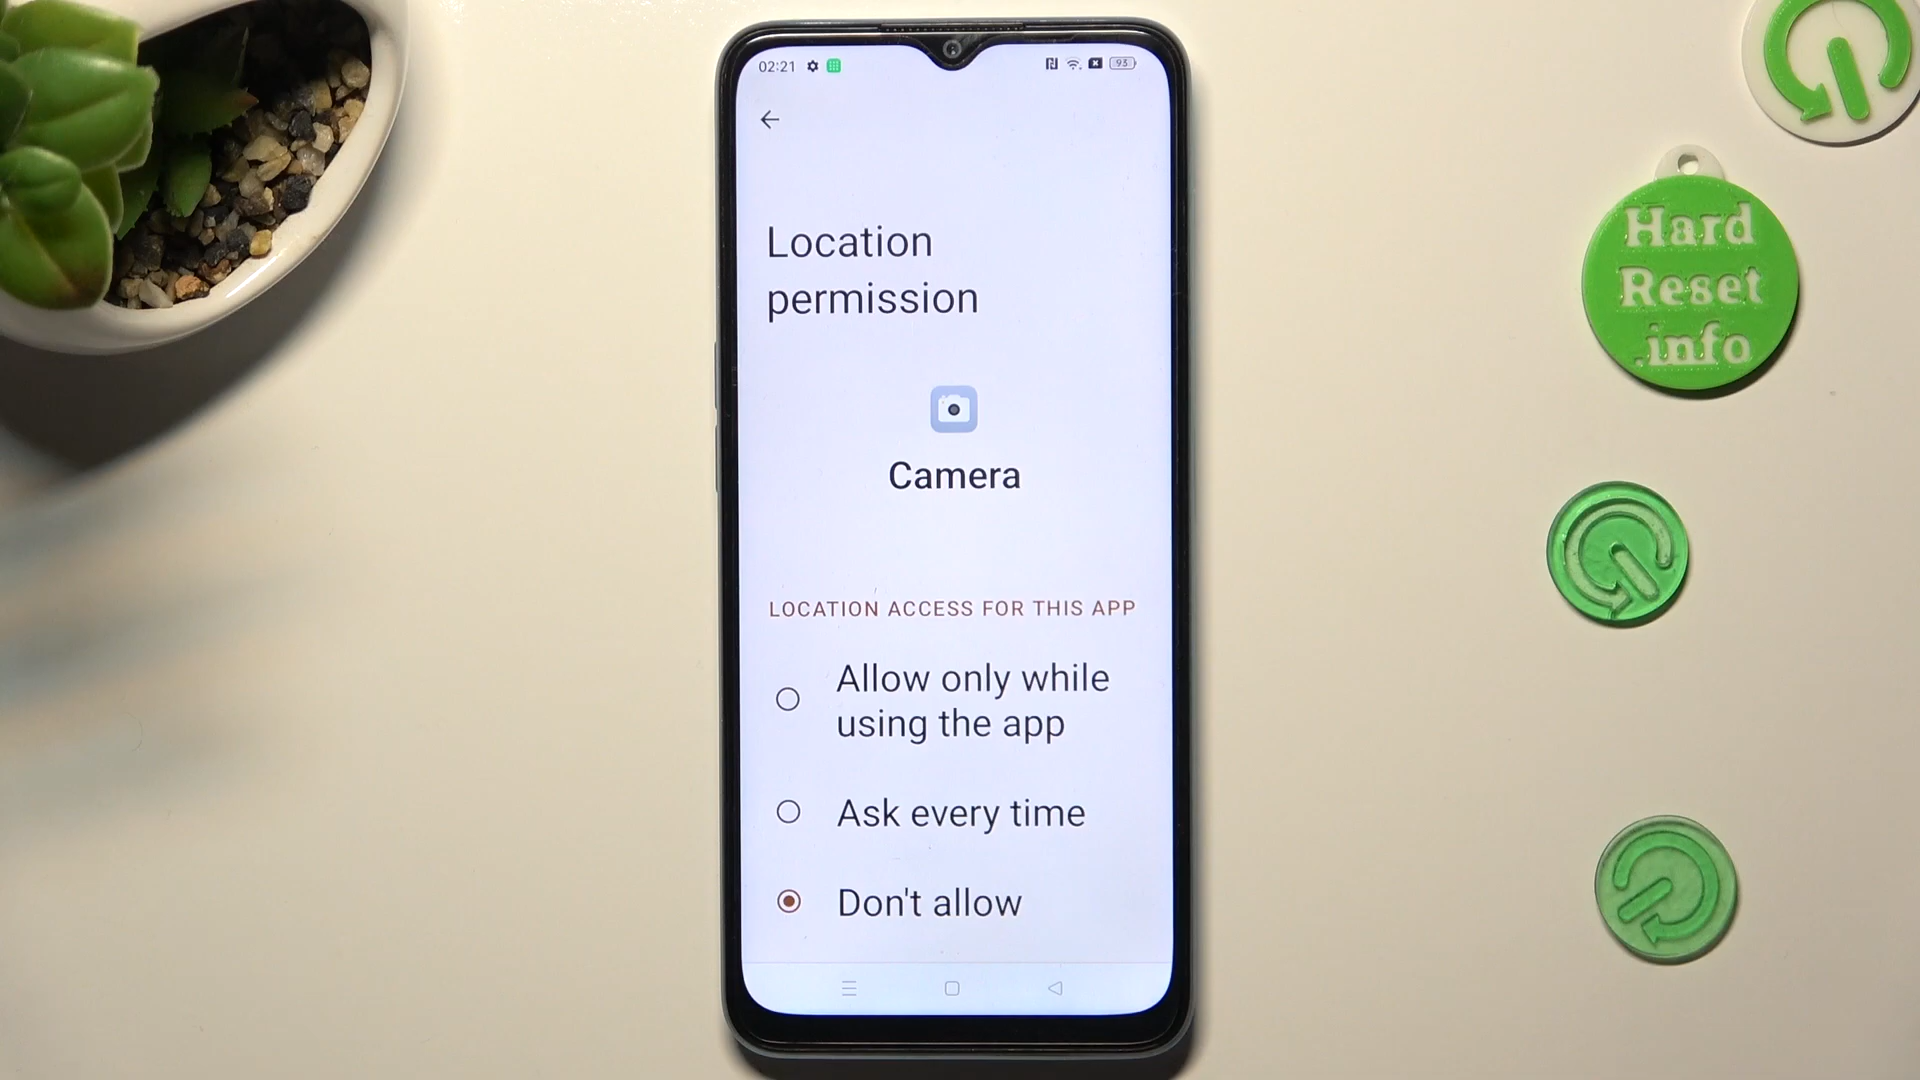 02:21
93
Location
permission
Camera
LOCATION ACCESS FOR THIS APP
Allow only while
using the app
Ask every time
Don't allow
Hard
Reset
.info